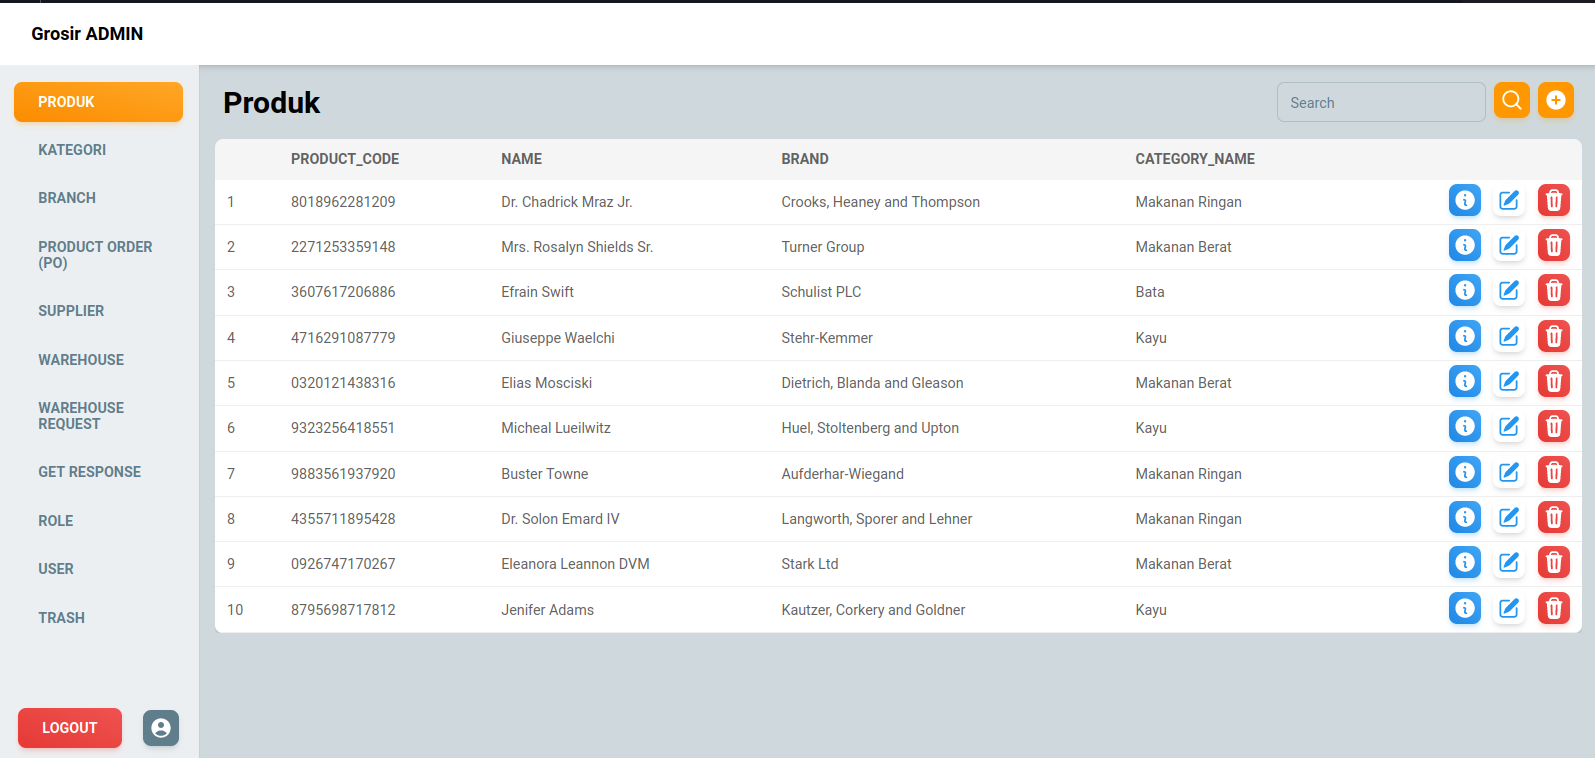 Grosir ADMIN
PRODUK
KATEGORI
BRANCH
PRODUCT ORDER
(PO)
SUPPLIER
WAREHOUSE
WAREHOUSE
REQUEST
GET RESPONSE
ROLE
USER
TRASH
LOGOUT
Produk
Search
PRODUCT_CODE NAME BRAND CATEGORY_NAME
1 8018962281209 Dr. Chadrick Mraz Jr. Crooks, Heaney and Thompson Makanan Ringan
2 2271253359148 Mrs. Rosalyn Shields Sr. Turner Group Makanan Berat
3 3607617206886 Efrain Swift Schulist PLC Bata
4 4716291087779 Giuseppe Waelchi Stehr-Kemmer Kayu
5 0320121438316 Elias Mosciski Dietrich, Blanda and Gleason Makanan Berat
6 9323256418551 Micheal Lueilwitz Huel, Stoltenberg and Upton Kayu
7 9883561937920 Buster Towne Aufderhar-Wiegand Makanan Ringan
8 4355711895428 Dr. Solon Emard IV Langworth, Sporer and Lehner Makanan Ringan
9 0926747170267 Eleanora Leannon DVM Stark Ltd Makanan Berat
10 8795698717812 Jenifer Adams Kautzer, Corkery and Goldner Kayu